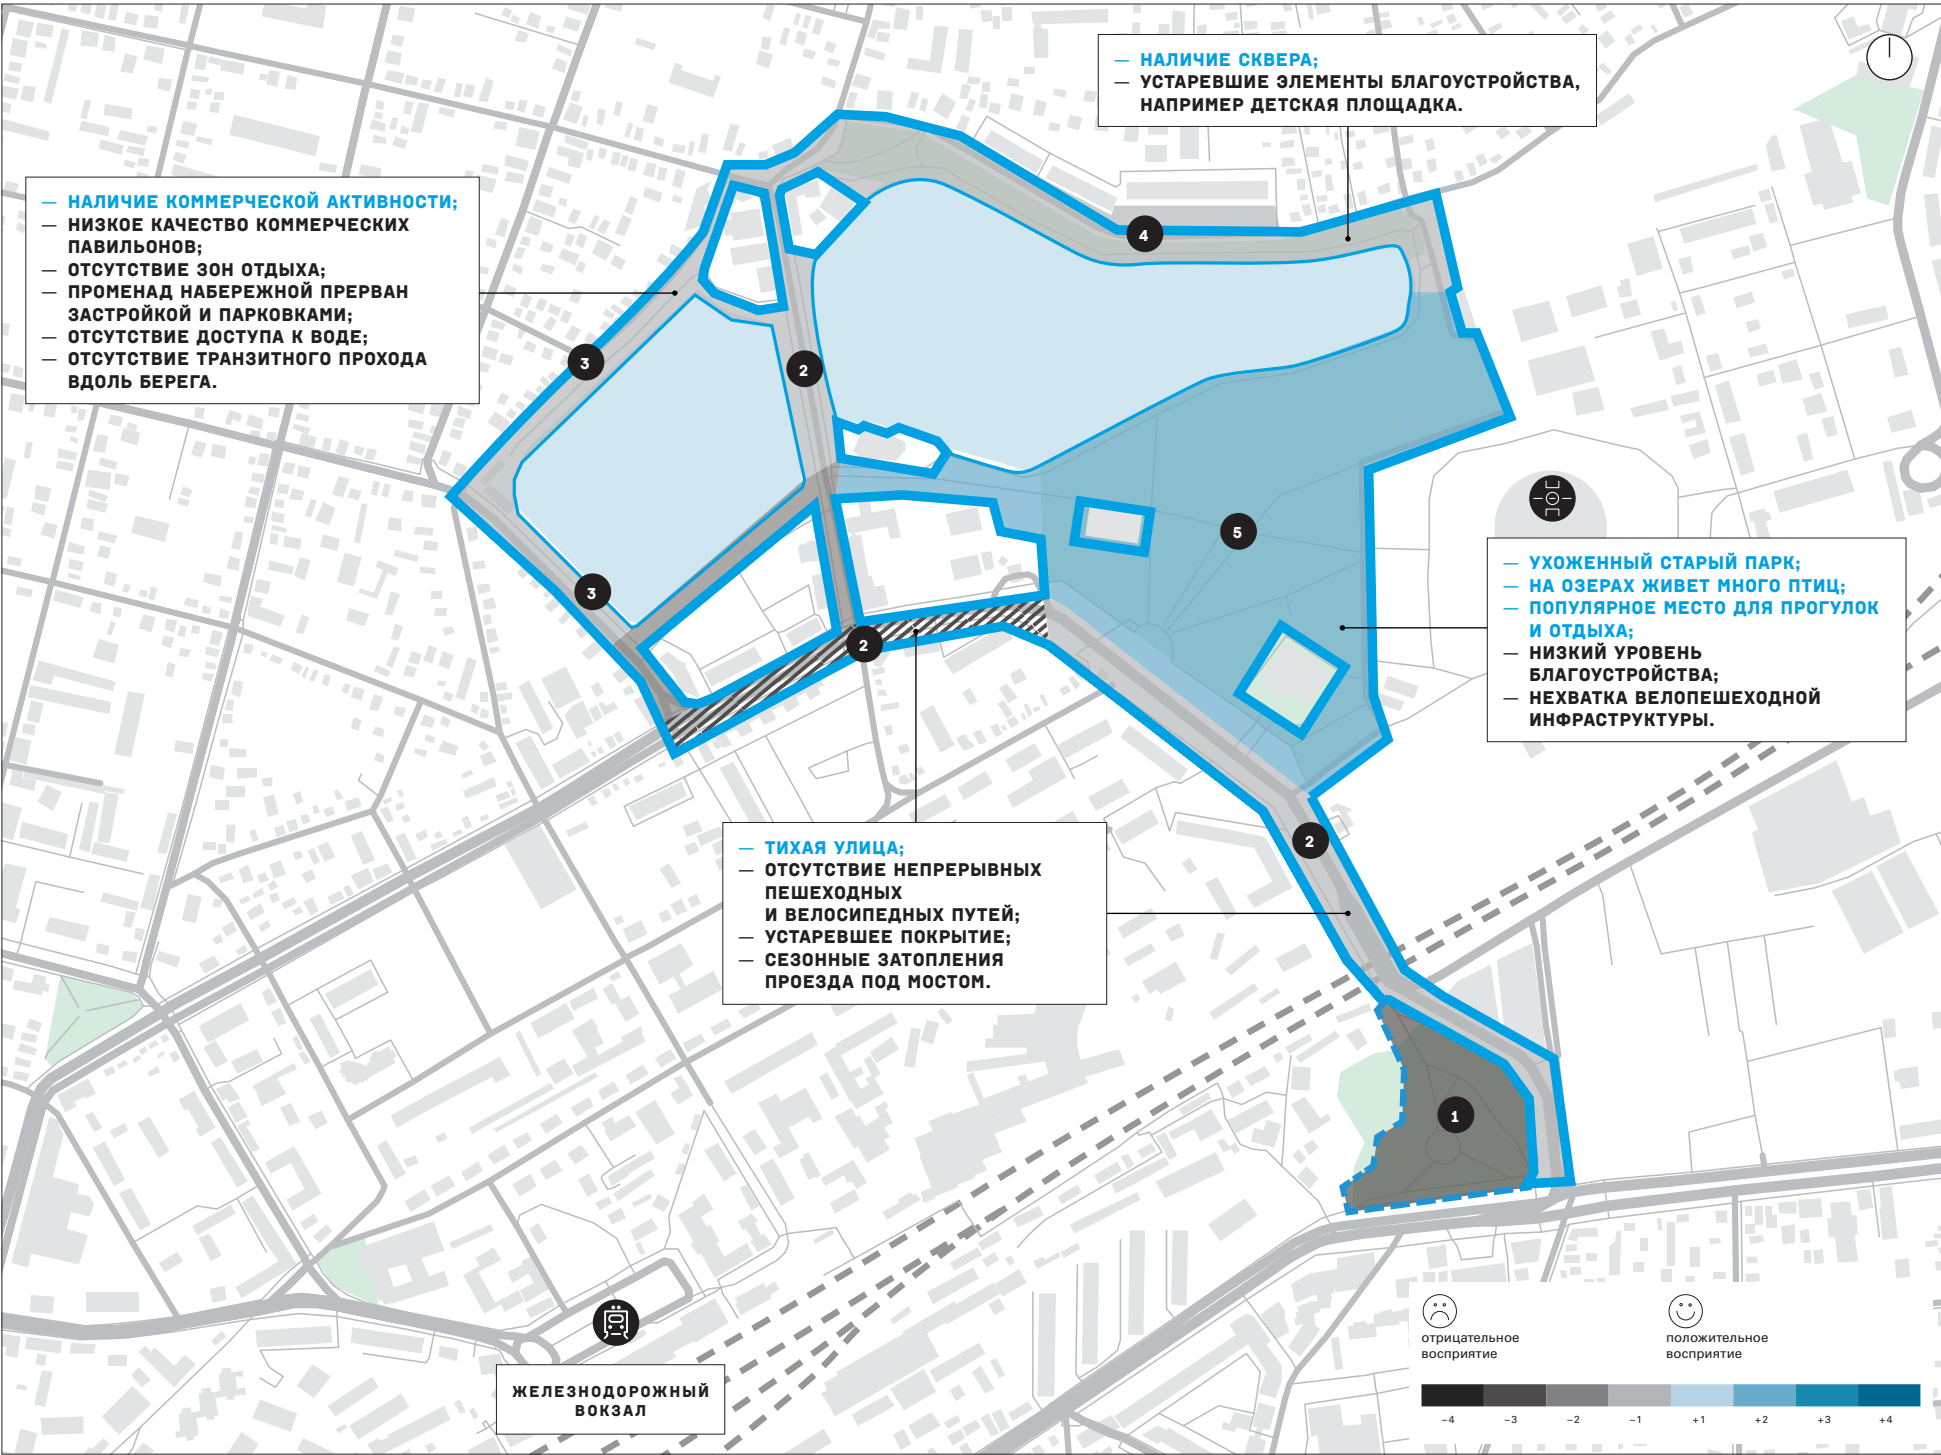 — НАЛИЧИЕ СКВЕРА;
— УСТАРЕВШИЕ ЭЛЕМЕНТЫ БЛАГОУСТРОЙСТВА,
НАПРИМЕР ДЕТСКАЯ ПЛОЩАДКА.
— НАЛИЧИЕ КОММЕРЧЕСКОЙ АКТИВНОСТИ;
— НИЗКОЕ КАЧЕСТВО КОММЕРЧЕСКИХ
ПАВИЛЬОНОВ;
— ОТСУТСТВИЕ ЗОН ОТДЫХА;
— ПРОМЕНАД НАБЕРЕЖНОЙ ПРЕРВАН
ЗАСТРОЙКОЙ И ПАРКОВКАМИ;
— ОТСУТСТВИЕ ДОСТУПА К ВОДЕ;
— ОТСУТСТВИЕ ТРАНЗИТНОГО ПРОХОДА
ВДОЛЬ БЕРЕГА.
4
3
2
5
3
2
— УХОЖЕННЫЙ СТАРЫЙ ПАРК;
— НА ОЗЕРАХ ЖИВЕТ МНОГО ПТИЦ;
— ПОПУЛЯРНОЕ МЕСТО ДЛЯ ПРОГУЛОК
И ОТДЫХА;
— НИЗКИЙ УРОВЕНЬ
БЛАГОУСТРОЙСТВА;
— НЕХВАТКА ВЕЛОПЕШЕХОДНОЙ
ИНФРАСТРУКТУРЫ.
— ТИХАЯ УЛИЦА;
— ОТСУТСТВИЕ НЕПРЕРЫВНЫХ
ПЕШЕХОДНЫХ
И ВЕЛОСИПЕДНЫХ ПУТЕЙ;
— УСТАРЕВШЕЕ ПОКРЫТИЕ;
— СЕЗОННЫЕ ЗАТОПЛЕНИЯ
ПРОЕЗДА ПОД МОСТОМ.
2
1
ЖЕЛЕЗНОДОРОЖНЫЙ
ВОКЗАЛ
отрицательное
восприятие
положительное
восприятие
−4 −3 −2 −1 +1 +2 +3 +4